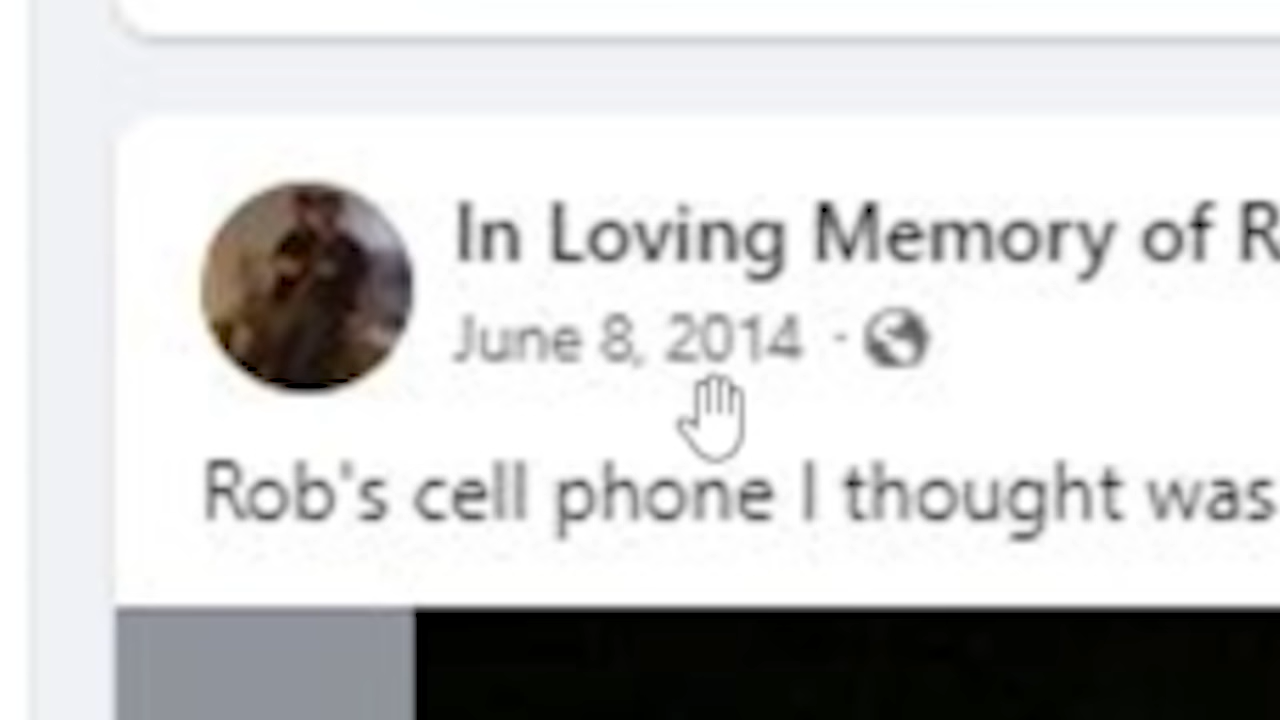 In Loving Memory of R
June 8, 2014 ·
Rob's cell phone I thought was